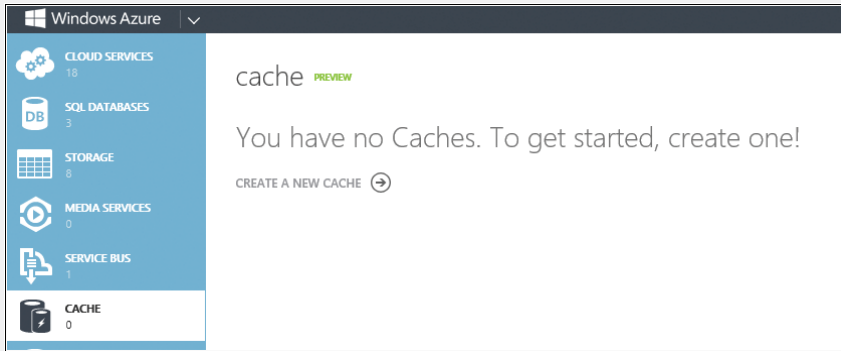 Windows Azure
CLOUD SERVICES
18
SQL DATABASES
3
DB
STORAGE
8
MEDIA SERVICES
0
SERVICE BUS
1
CACHE
0
cache PREVIEW
You have no Caches. To get started, create one!
CREATE A NEW CACHE